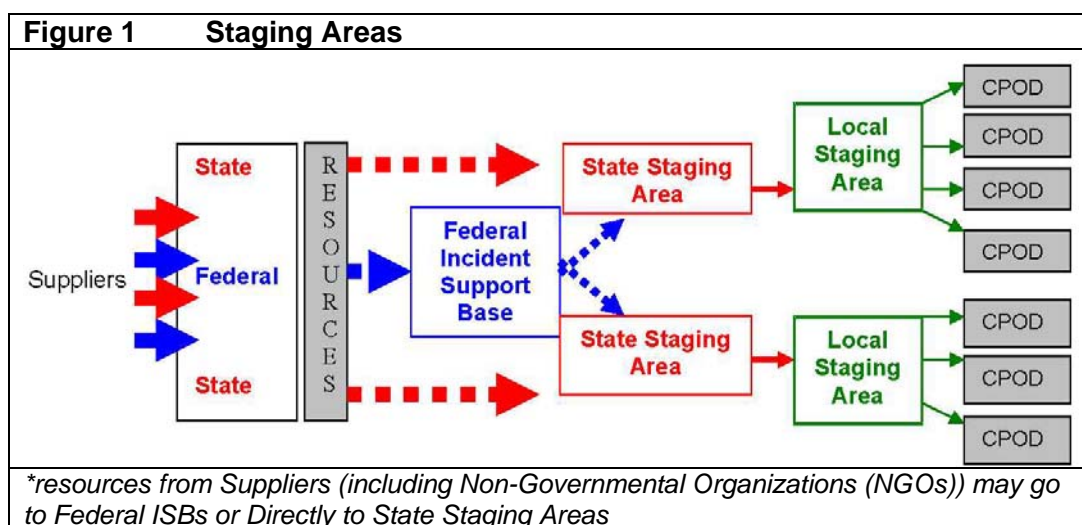 Figure 1 Staging Areas
Suppliers
State
Federal
State
RESOURCES
Federal
Incident
Support
Base
State Staging
Area
State Staging
Area
Local
Staging
Area
Local
Staging
Area
CPOD
CPOD
CPOD
CPOD
CPOD
CPOD
CPOD
*resources from Suppliers (including Non-Governmental Organizations (NGOs)) may go
to Federal ISBs or Directly to State Staging Areas